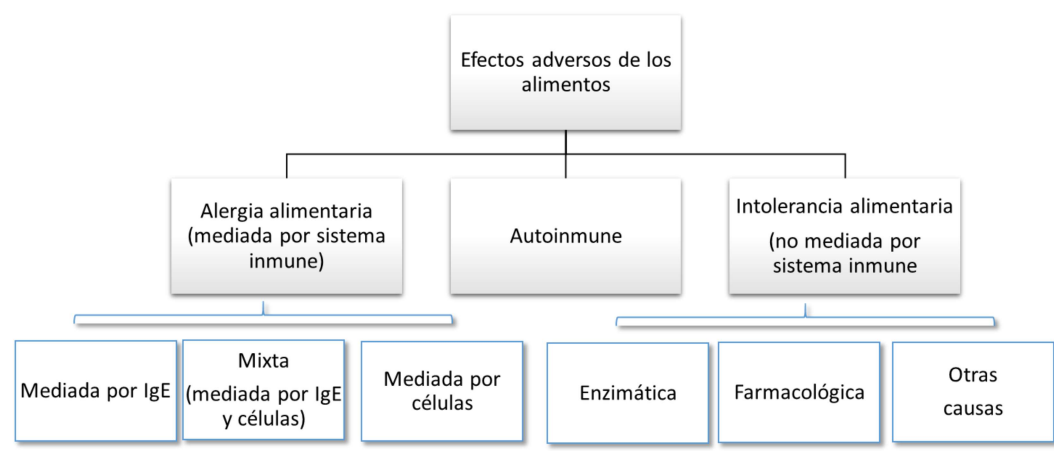 Efectos adversos de los
alimentos
Alergia alimentaria
(mediada por sistema
inmune)
Autoinmune
Intolerancia alimentaria
(no mediada por
sistema inmune
Mediada por IgE
Mixta
(mediada por IgE
y células)
Mediada por
células
Enzimática
Farmacológica
Otras
causas